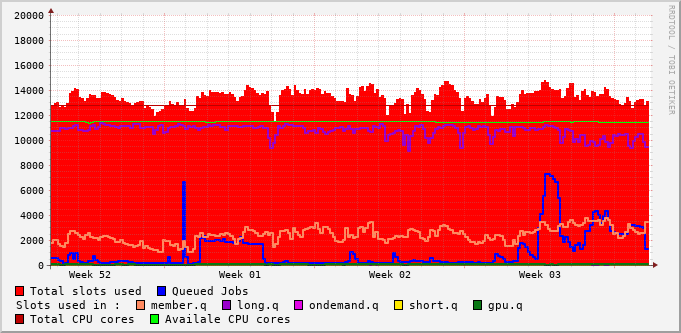 20000
18000
16000
14000
12000
10000
8000
6000
4000
2000
0
Week 52 Week 01 Week 02 Week 03
RRDTOOL / TOBI OETIKER
Total slots used Queued Jobs
Slots used in : member.q long.q ondemand.q short.q gpu.q
Total CPU cores Availale CPU cores